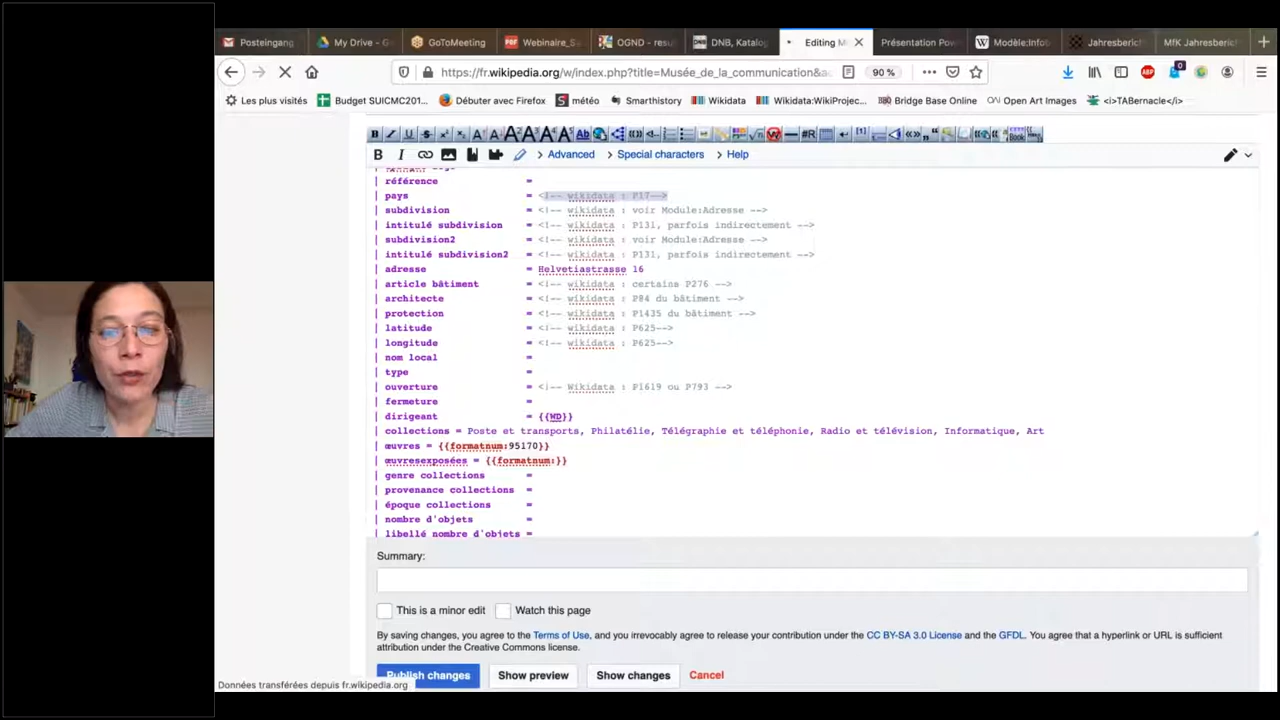 Posteingan
My Drive - G
GoToMeeting
Webinaire_S
OGND - resu
DNB, Katalog
Editing M
Présentation Pow
Modèle:Infob
Jahresberich
MfK Jahresberich
https://fr.wikipedia.org/w/index.php?title=Musée_de_la_communication&a
90 %
0
ABP
Les plus visités
Budget SUICMC201...
Débuter avec Firefox
météo
Smarthistory
Wikidata
Wikidata:WikiProjec...
Bridge Base Online
Open Art Images
<i>TABernacle</i>
Advanced
Special characters
Help
| référence =
| pays = <!-- wikidata : P17-->
| subdivision = <!-- wikidata : voir Module:Adresse -->
| intitulé subdivision = <!-- wikidata : P131, parfois indirectement -->
| subdivision2 = <!-- wikidata : voir Module:Adresse -->
| intitulé subdivision2 = <!-- wikidata : P131, parfois indirectement -->
| adresse = Helvetiastrasse 16
| article bâtiment = <!-- wikidata : certains P276 -->
| architecte = <!-- wikidata : P84 du bâtiment -->
| protection = <!-- wikidata : P1435 du bâtiment -->
| latitude = <!-- wikidata : P625-->
| longitude = <!-- wikidata : P625-->
| nom local =
| type =
| ouverture = <!-- Wikidata : P1619 ou P793 -->
| fermeture =
| dirigeant = {{WD}}
| collections = Poste et transports, Philatélie, Télégraphie et téléphonie, Radio et télévision, Informatique, Art
| œuvres = {{formatnum:95170}}
| œuvresexposées = {{formatnum:}}
| genre collections =
| provenance collections =
| époque collections =
| nombre d'objets =
| libellé nombre d'objets =
Summary:
This is a minor edit
Watch this page
By saving changes, you agree to the Terms of Use, and you irrevocably agree to release your contribution under the CC BY-SA 3.0 License and the GFDL. You agree that a hyperlink or URL is sufficient
attribution under the Creative Commons license.
Publish changes
Show preview
Show changes
Cancel
Données transférées depuis fr.wikipedia.org